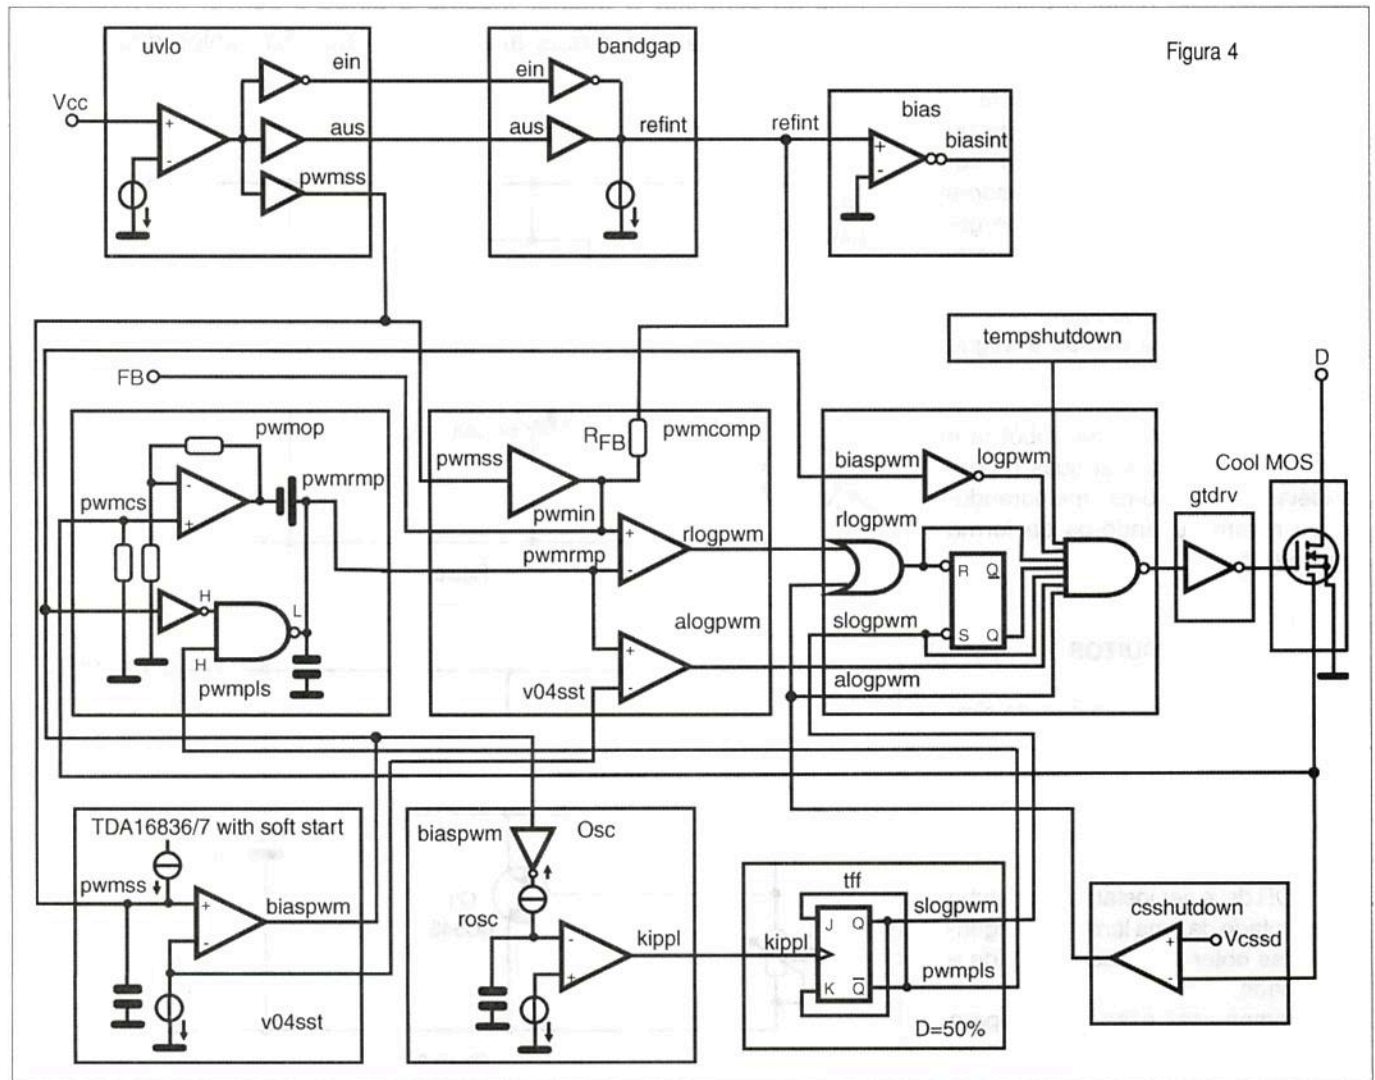 Figura 4
uvlo
Vcc
+
-
ein
aus
pwmss
bandgap
ein
aus
refint
refint
bias
+
-
biasint
FB
tempshutdown
D
pwmop
pwmrmp
pwmcs
-
+
H
H
L
pwmpls
RFB
pwmcomp
pwmss
pwmin
pwmrmp
+
-
rlogpwm
alogpwm
+
-
v04sst
biaspwm
logpwm
rlogpwm
R
Q
S
Q
slogpwm
alogpwm
gtdrv
Cool MOS
UITOS
TDA16836/7 with soft start
pwmss
+
-
biaspwm
v04sst
biaspwm
Osc
rosc
-
+
kippl
tff
kippl
J
Q
K
Q
slogpwm
pwmpls
D=50%
csshutdown
Vcssd
+
-